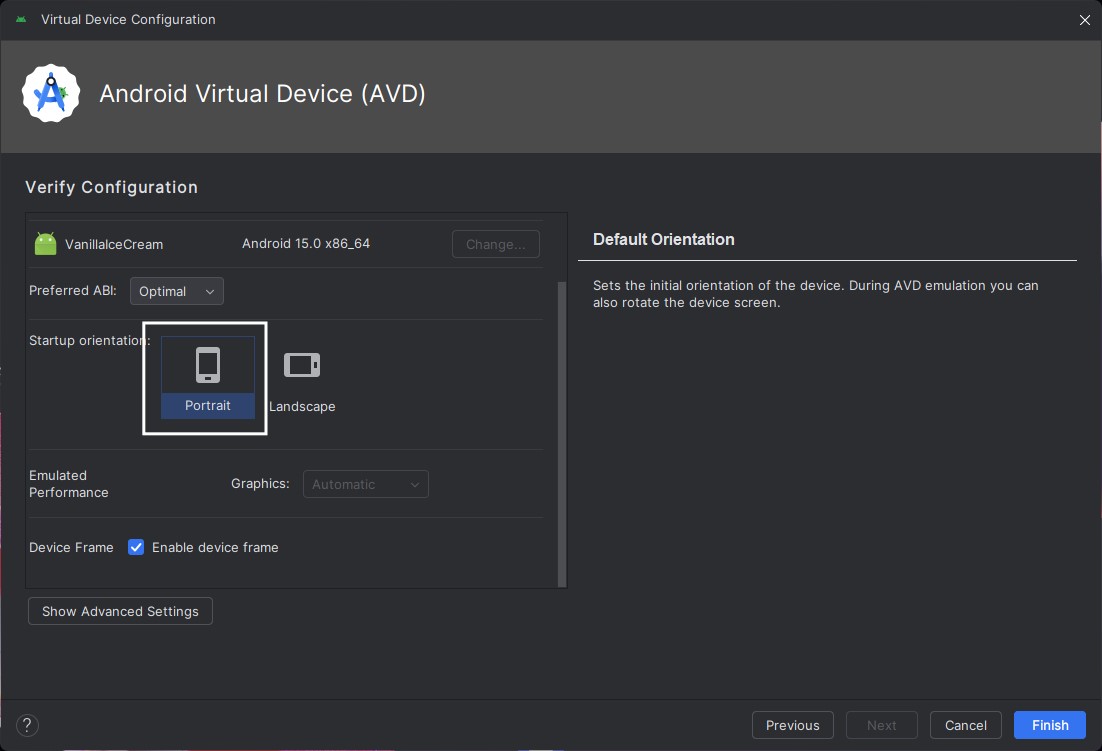 Virtual Device Configuration
Android Virtual Device (AVD)
Verify Configuration
VanillaIceCream Android 15.0 x86_64 Change...
Preferred ABI: Optimal
Startup orientation:
Portrait Landscape
Emulated
Performance
Graphics: Automatic
Device Frame Enable device frame
Show Advanced Settings
Default Orientation
Sets the initial orientation of the device. During AVD emulation you can
also rotate the device screen.
? Previous Next Cancel Finish